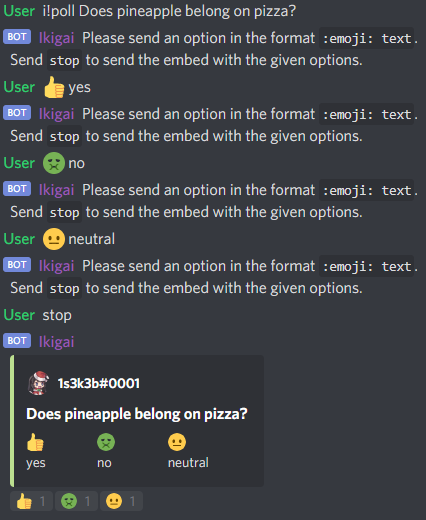 User i!poll Does pineapple belong on pizza?
BOT Ikigai Please send an option in the format :emoji: text.
Send stop to send the embed with the given options.
User 👍 yes
BOT Ikigai Please send an option in the format :emoji: text.
Send stop to send the embed with the given options.
User 🤢 no
BOT Ikigai Please send an option in the format :emoji: text.
Send stop to send the embed with the given options.
User 😐 neutral
BOT Ikigai Please send an option in the format :emoji: text.
Send stop to send the embed with the given options.
User stop
BOT Ikigai
1s3k3b#0001
Does pineapple belong on pizza?
👍 🤢 😐
yes no neutral
👍 1 🤢 1 😐 1